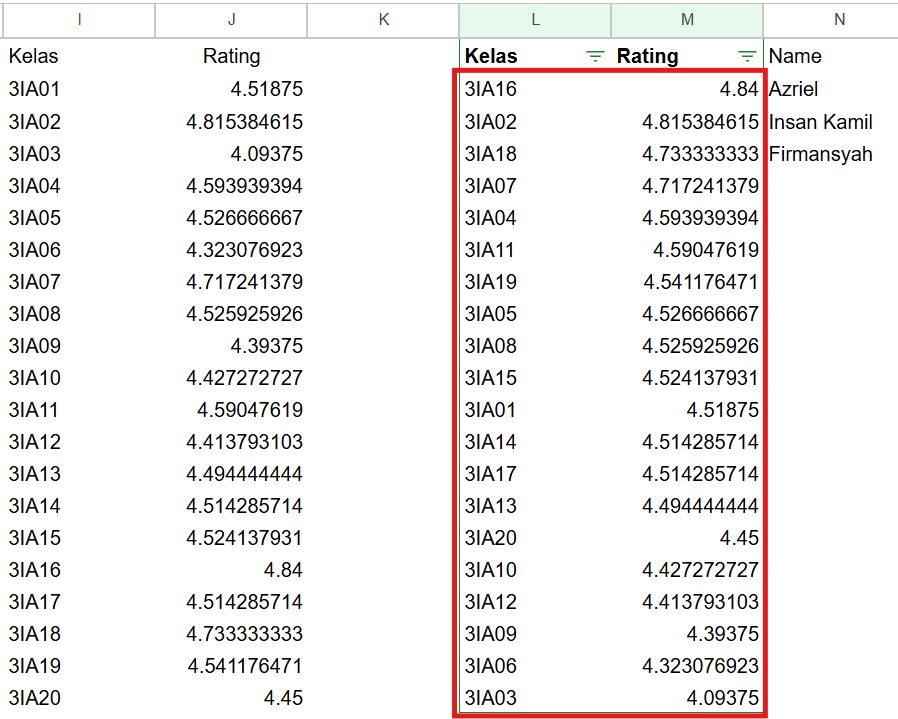 I J K L M N
Kelas Rating Kelas Rating Name
3IA01 4.51875 3IA16 4.84 Azriel
3IA02 4.815384615 3IA02 4.815384615 Insan Kamil
3IA03 4.09375 3IA18 4.733333333 Firmansyah
3IA04 4.593939394 3IA07 4.717241379
3IA05 4.526666667 3IA04 4.593939394
3IA06 4.323076923 3IA11 4.59047619
3IA07 4.717241379 3IA19 4.541176471
3IA08 4.525925926 3IA05 4.526666667
3IA09 4.39375 3IA08 4.525925926
3IA10 4.427272727 3IA15 4.524137931
3IA11 4.59047619 3IA01 4.51875
3IA12 4.413793103 3IA14 4.514285714
3IA13 4.494444444 3IA17 4.514285714
3IA14 4.514285714 3IA13 4.494444444
3IA15 4.524137931 3IA20 4.45
3IA16 4.84 3IA10 4.427272727
3IA17 4.514285714 3IA12 4.413793103
3IA18 4.733333333 3IA09 4.39375
3IA19 4.541176471 3IA06 4.323076923
3IA20 4.45 3IA03 4.09375